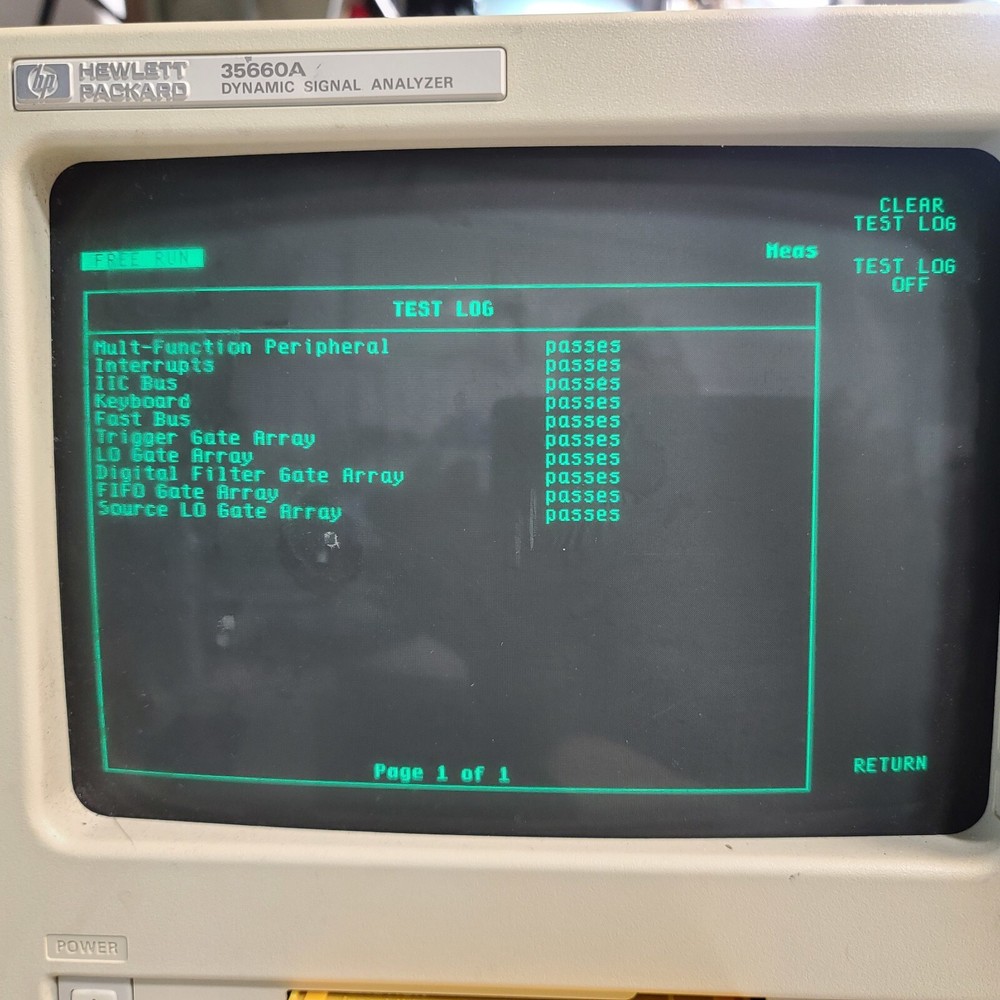 hp HEWLETT
PACKARD
35660A
DYNAMIC SIGNAL ANALYZER
CLEAR
TEST LOG
FREE RUN
Meas
TEST LOG
OFF
TEST LOG
Mult-Function Peripheral passes
Interrupts passes
IIC Bus passes
Keyboard passes
Fast Bus passes
Trigger Gate Array passes
LO Gate Array passes
Digital Filter Gate Array passes
FIFO Gate Array passes
Source LO Gate Array passes
Page 1 of 1
RETURN
POWER